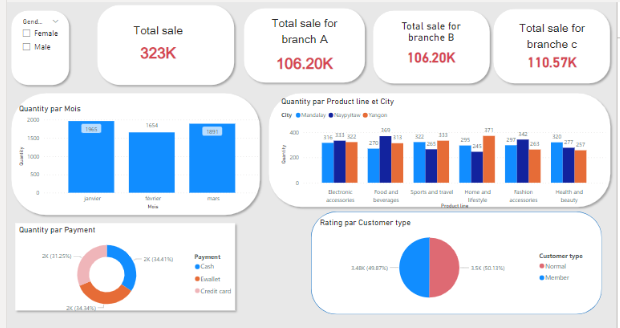 Gend...
Female
Male
Total sale
323K
Total sale for
branch A
106.20K
Total sale for
branche B
106.20K
Total sale for
branche c
110.57K
Quantity par Mois
2000
1500
1000
500
0
Quantity
1965
1654
1891
janvier
février
mars
Mois
Quantity par Product line et City
City
Mandalay
Naypyitaw
Yangon
400
200
0
Quantity
316 333 322
270 369 313
322 265 333
295 245 371
297 342 263
320 277 257
Electronic
accessories
Food and
beverages
Sports and travel
Home and
lifestyle
Fashion
accessories
Health and
beauty
Product line
Quantity par Payment
2K (31.25%)
2K (34.41%)
2K (34.34%)
Payment
Cash
Ewallet
Credit card
Rating par Customer type
3.48K (49.87%)
3.5K (50.13%)
Customer type
Normal
Member